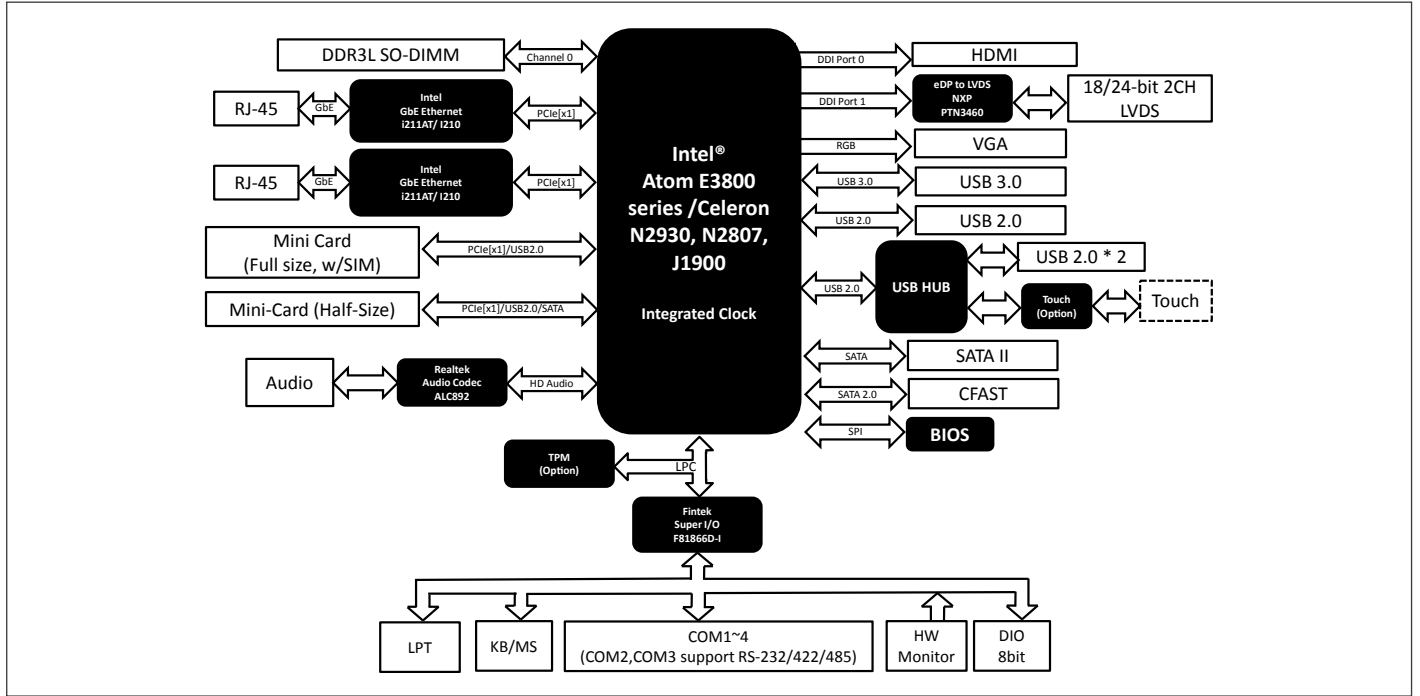 DDR3L SO-DIMM
Channel 0
RJ-45
GbE
Intel
GbE Ethernet
i211AT/ I210
PCIe[x1]
RJ-45
GbE
Intel
GbE Ethernet
i211AT/ I210
PCIe[x1]
Mini Card
(Full size, w/SIM)
PCIe[x1]/USB2.0
Mini-Card (Half-Size)
PCIe[x1]/USB2.0/SATA
Audio
Realtek
Audio Codec
ALC892
HD Audio
Intel®
Atom E3800
series /Celeron
N2930, N2807,
J1900
Integrated Clock
DDI Port 0
HDMI
DDI Port 1
eDP to LVDS
NXP
PTN3460
18/24-bit 2CH
LVDS
RGB
VGA
USB 3.0
USB 3.0
USB 2.0
USB 2.0
USB 2.0
USB HUB
USB 2.0 * 2
Touch
(Option)
Touch
SATA
SATA II
SATA 2.0
CFAST
SPI
BIOS
TPM
(Option)
LPC
Fintek
Super I/O
F81866D-I
LPT
KB/MS
COM1~4
(COM2,COM3 support RS-232/422/485)
HW
Monitor
DIO
8bit